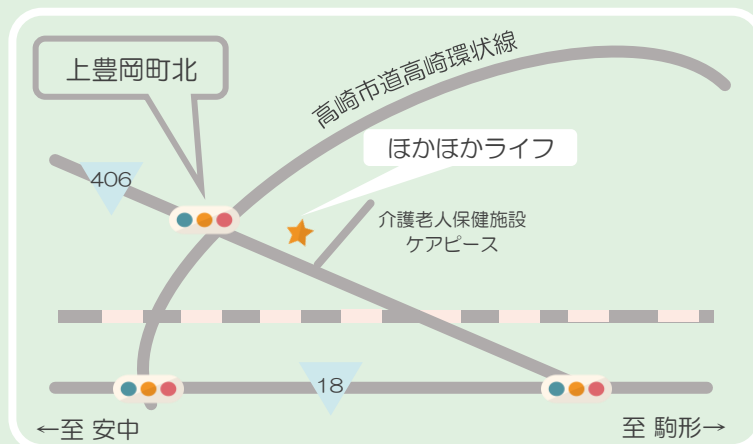 上豊岡町北
高崎市道高崎環状線
ほかほかライフ
406
介護老人保健施設
ケアピース
18
←至 安中
至 駒形→